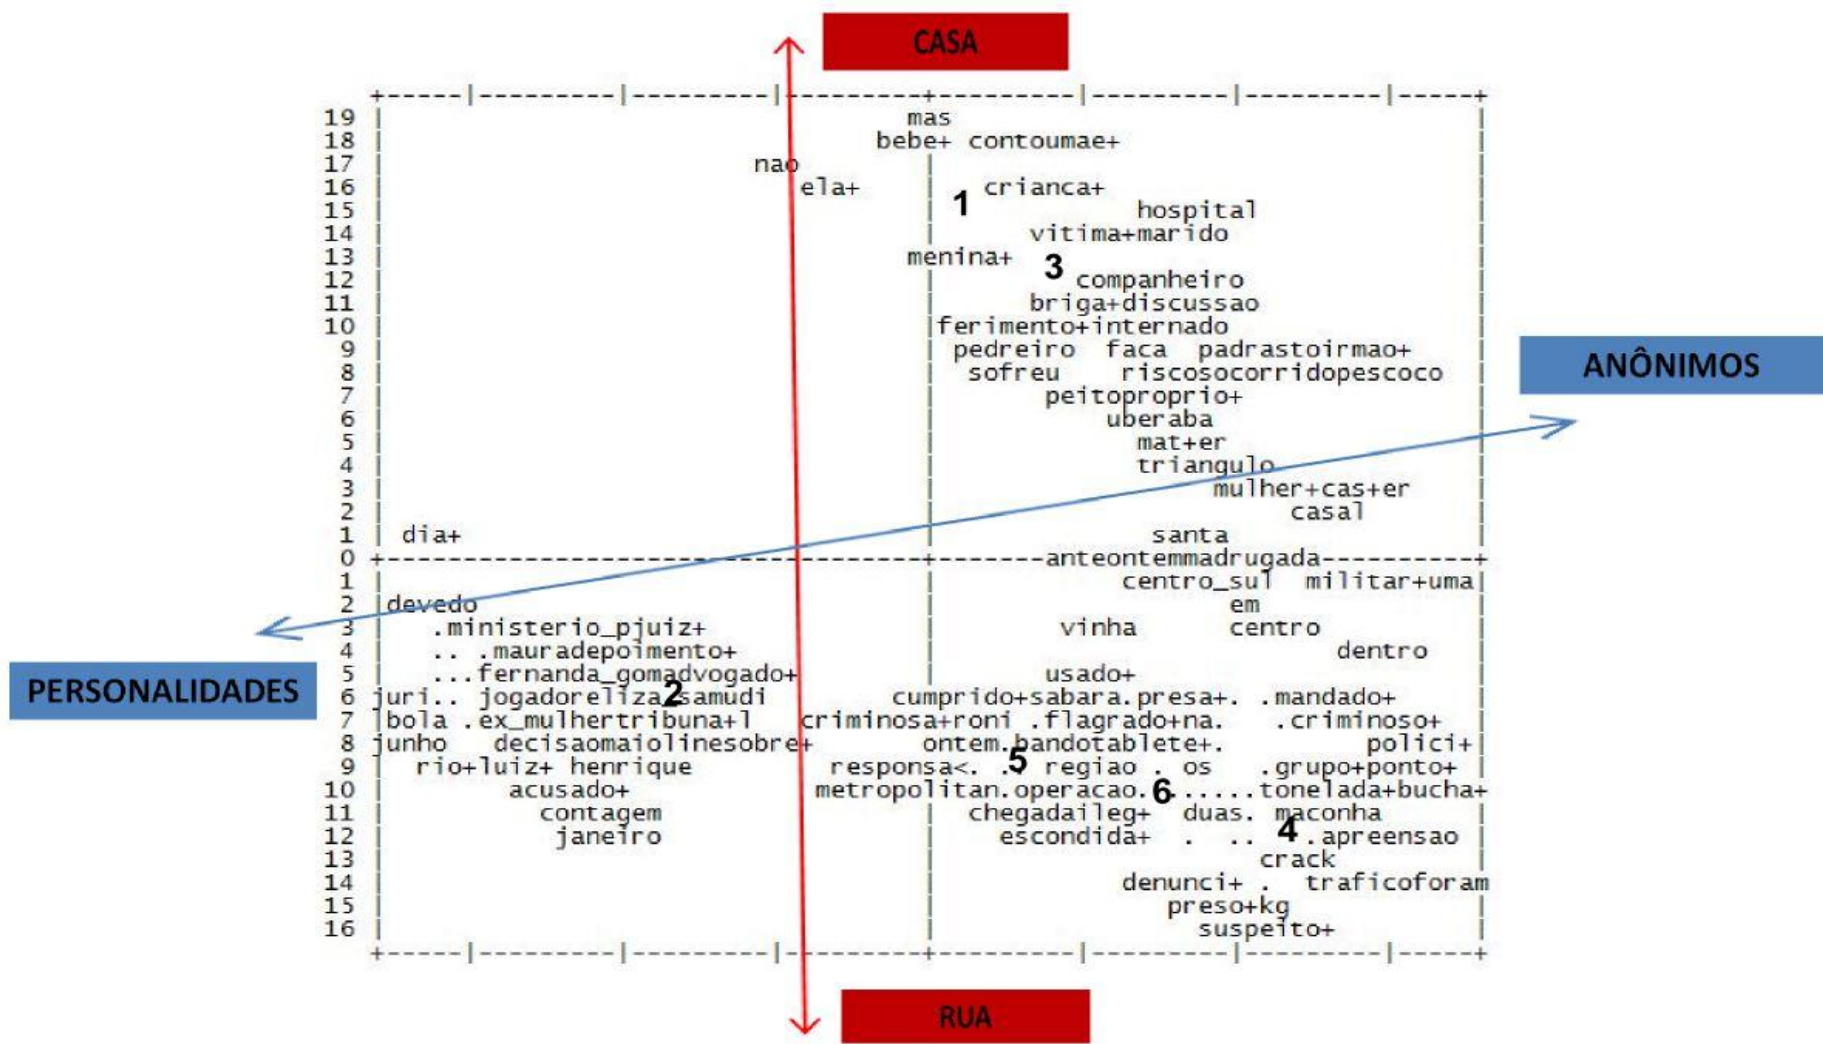 CASA
+-----|---------|---------|---------+---------|---------|---------|-----+
19 | mas |
18 | bebe+ contoumae+ |
17 | nao |
16 | ela+ | crianca+ |
15 | 1 hospital |
14 | vitima+marido |
13 | menina+ |
12 | 3 companheiro |
11 | briga+discussao |
10 | |ferimento+internado |
9 | | pedreiro faca padrastoirmao+ |
8 | | sofreu riscosocorridopescoco |
7 | | peitoproprio+ |
6 | | uberaba |
5 | | mat+er |
4 | | triangulo |
3 | | mulher+cas+er |
2 | | casal |
1 | dia+ | santa |
0 +-----------------------------------+-------anteontemmadrugada----------+
1 | | centro_sul militar+uma|
2 |devedo | em |
3 | .ministerio_pjuiz+ | vinha centro |
4 | .. .mauradepoimento+ | dentro |
5 | ...fernanda_gomadvogado+ | usado+ |
6 juri.. jogadoreliza_samudi 2 cumprido+sabara.presa+. .mandado+ |
7 |bola .ex_mulhertribuna+l criminosa+roni .flagrado+na. .criminoso+ |
8 junho decisaomaiolinesobre+ ontem.bandotablete+. polici+|
9 | rio+luiz+ henrique responsa<. . 5 regiao . os .grupo+ponto+ |
10 | acusado+ metropolitan.operacao. 6 ......tonelada+bucha+
11 | contagem | chegadaileg+ duas. maconha |
12 | janeiro | escondida+ . .. 4 .apreensao |
13 | | crack |
14 | | denunci+ . traficoforam
15 | | preso+kg |
16 | | suspeito+ |
+-----|---------|---------|---------+---------|---------|---------|-----+
ANÔNIMOS
PERSONALIDADES
RUA